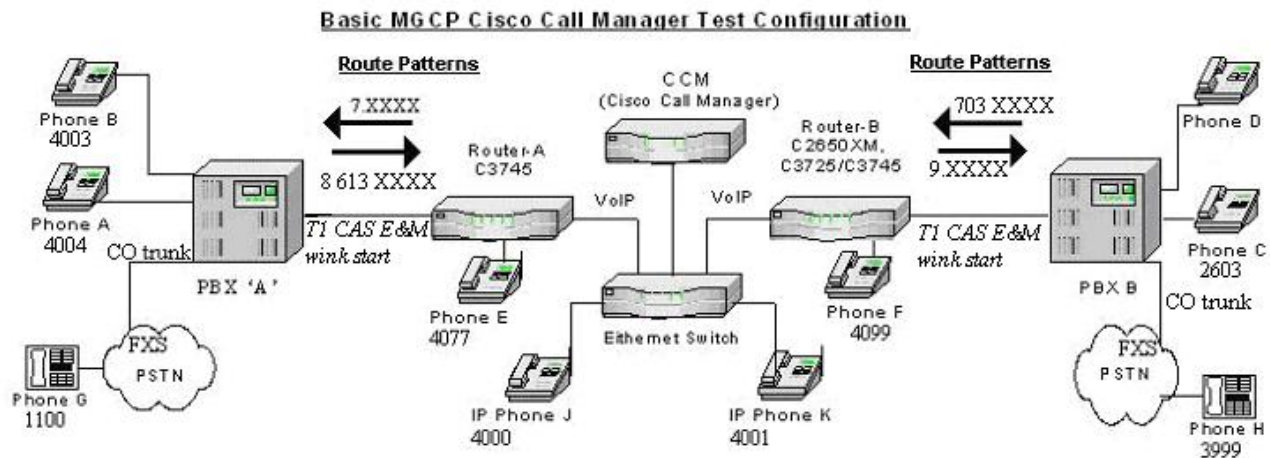 Basic MGCP Cisco Call Manager Test Configuration
Route Patterns
7.XXXX
8 613 XXXX
CCM
(Cisco Call Manager)
Route Patterns
703 XXXX
9.XXXX
Phone B
4003
Phone A
4004
CO trunk
PBX 'A'
T1 CAS E&M
wink start
Router-A
C3745
VoIP
VoIP
Router-B
C2650XM,
C3725/C3745
T1 CAS E&M
wink start
Phone D
Phone C
2603
PBX B
CO trunk
Phone E
4077
Eithernet Switch
Phone F
4099
FXS
PSTN
Phone G
1100
IP Phone J
4000
IP Phone K
4001
FXS
PSTN
Phone H
3999